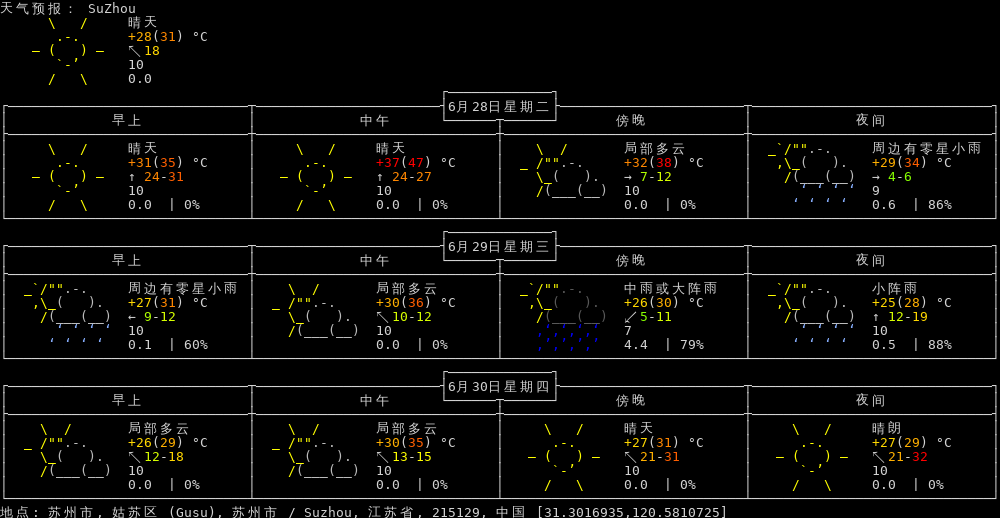 天气预报: SuZhou
晴天
+28(31) °C
↖ 18
10
0.0
6月28日星期二
早上 中午 傍晚 夜间
晴天 晴天 局部多云 周边有零星小雨
+31(35) °C +37(47) °C +32(38) °C +29(34) °C
↑ 24-31 ↑ 24-27 → 7-12 → 4-6
10 10 10 9
0.0 | 0% 0.0 | 0% 0.0 | 0% 0.6 | 86%
6月29日星期三
早上 中午 傍晚 夜间
周边有零星小雨 局部多云 中雨或大阵雨 小阵雨
+27(31) °C +30(36) °C +26(30) °C +25(28) °C
← 9-12 ↖ 10-12 ↙ 5-11 ↑ 12-19
10 10 7 10
0.1 | 60% 0.0 | 0% 4.4 | 79% 0.5 | 88%
6月30日星期四
早上 中午 傍晚 夜间
局部多云 局部多云 晴天 晴朗
+26(29) °C +30(35) °C +27(31) °C +27(29) °C
↖ 12-18 ↖ 13-15 ↖ 21-31 ↖ 21-32
10 10 10 10
0.0 | 0% 0.0 | 0% 0.0 | 0% 0.0 | 0%
地点: 苏州市, 姑苏区 (Gusu), 苏州市 / Suzhou, 江苏省, 215129, 中国 [31.3016935,120.5810725]